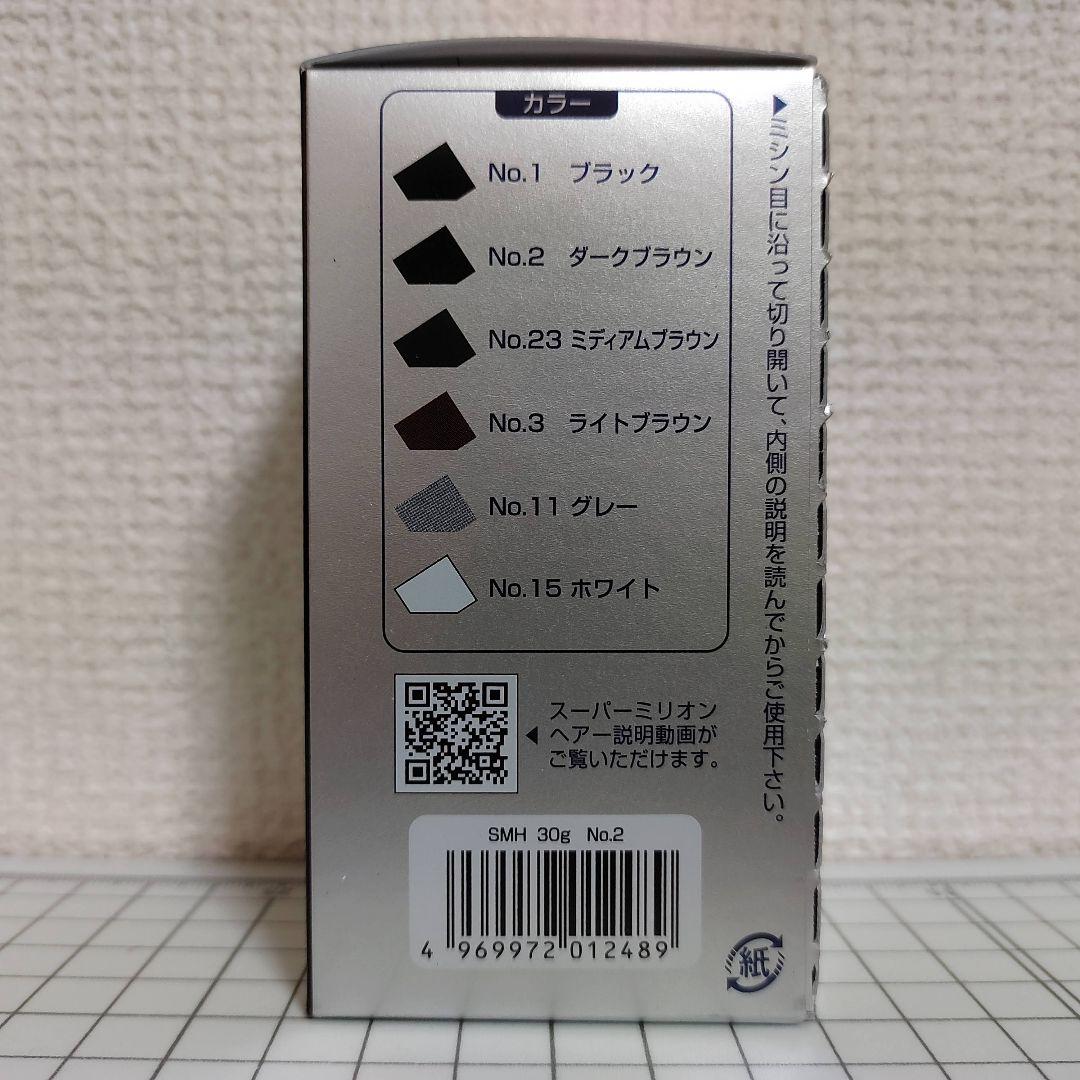 カラー
No.1 ブラック
No.2 ダークブラウン
No.23 ミディアムブラウン
No.3 ライトブラウン
No.11 グレー
No.15 ホワイト
▶ミシン目に沿って切り開いて、内側の説明を読んでからご使用下さい。
スーパーミリオン
◀ヘアー説明動画が
ご覧いただけます。
SMH 30g No.2
4 969972 012489
紙